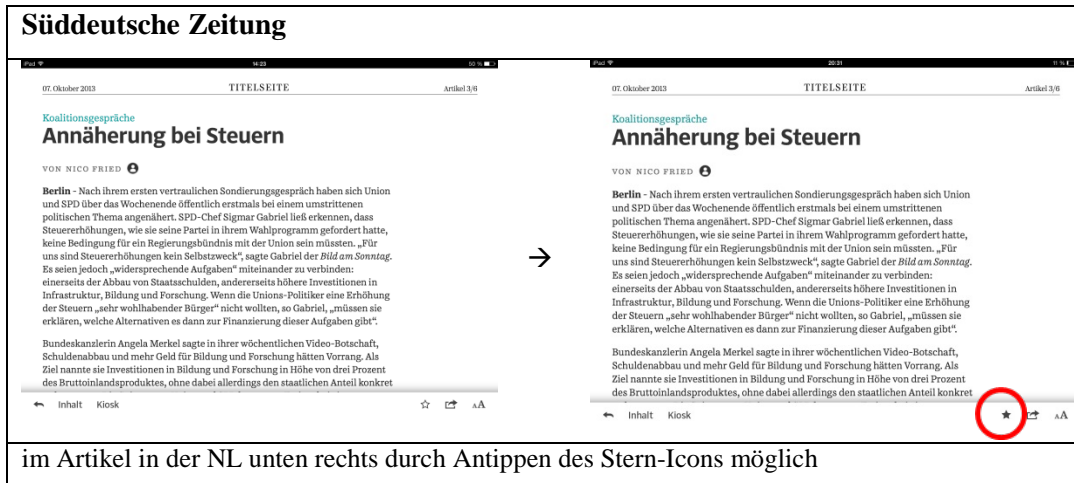 Süddeutsche Zeitung
iPad 14:23 50 %
07. Oktober 2013 TITELSEITE Artikel 3/6
Koalitionsgespräche
Annäherung bei Steuern
VON NICO FRIED
Berlin - Nach ihrem ersten vertraulichen Sondierungsgespräch haben sich Union
und SPD über das Wochenende öffentlich erstmals bei einem umstrittenen
politischen Thema angenähert. SPD-Chef Sigmar Gabriel ließ erkennen, dass
Steuererhöhungen, wie sie seine Partei in ihrem Wahlprogramm gefordert hatte,
keine Bedingung für ein Regierungsbündnis mit der Union sein müssten. „Für
uns sind Steuererhöhungen kein Selbstzweck“, sagte Gabriel der Bild am Sonntag.
Es seien jedoch „widersprechende Aufgaben“ miteinander zu verbinden:
einerseits der Abbau von Staatsschulden, andererseits höhere Investitionen in
Infrastruktur, Bildung und Forschung. Wenn die Unions-Politiker eine Erhöhung
der Steuern „sehr wohlhabender Bürger“ nicht wollten, so Gabriel, „müssen sie
erklären, welche Alternativen es dann zur Finanzierung dieser Aufgaben gibt“.
Bundeskanzlerin Angela Merkel sagte in ihrer wöchentlichen Video-Botschaft,
Schuldenabbau und mehr Geld für Bildung und Forschung hätten Vorrang. Als
Ziel nannte sie Investitionen in Bildung und Forschung in Höhe von drei Prozent
des Bruttoinlandsproduktes, ohne dabei allerdings den staatlichen Anteil konkret
Inhalt Kiosk AA
→
iPad 20:31 11 %
07. Oktober 2013 TITELSEITE Artikel 3/6
Koalitionsgespräche
Annäherung bei Steuern
VON NICO FRIED
Berlin - Nach ihrem ersten vertraulichen Sondierungsgespräch haben sich Union
und SPD über das Wochenende öffentlich erstmals bei einem umstrittenen
politischen Thema angenähert. SPD-Chef Sigmar Gabriel ließ erkennen, dass
Steuererhöhungen, wie sie seine Partei in ihrem Wahlprogramm gefordert hatte,
keine Bedingung für ein Regierungsbündnis mit der Union sein müssten. „Für
uns sind Steuererhöhungen kein Selbstzweck“, sagte Gabriel der Bild am Sonntag.
Es seien jedoch „widersprechende Aufgaben“ miteinander zu verbinden:
einerseits der Abbau von Staatsschulden, andererseits höhere Investitionen in
Infrastruktur, Bildung und Forschung. Wenn die Unions-Politiker eine Erhöhung
der Steuern „sehr wohlhabender Bürger“ nicht wollten, so Gabriel, „müssen sie
erklären, welche Alternativen es dann zur Finanzierung dieser Aufgaben gibt“.
Bundeskanzlerin Angela Merkel sagte in ihrer wöchentlichen Video-Botschaft,
Schuldenabbau und mehr Geld für Bildung und Forschung hätten Vorrang. Als
Ziel nannte sie Investitionen in Bildung und Forschung in Höhe von drei Prozent
des Bruttoinlandsproduktes, ohne dabei allerdings den staatlichen Anteil konkret
Inhalt Kiosk AA
im Artikel in der NL unten rechts durch Antippen des Stern-Icons möglich